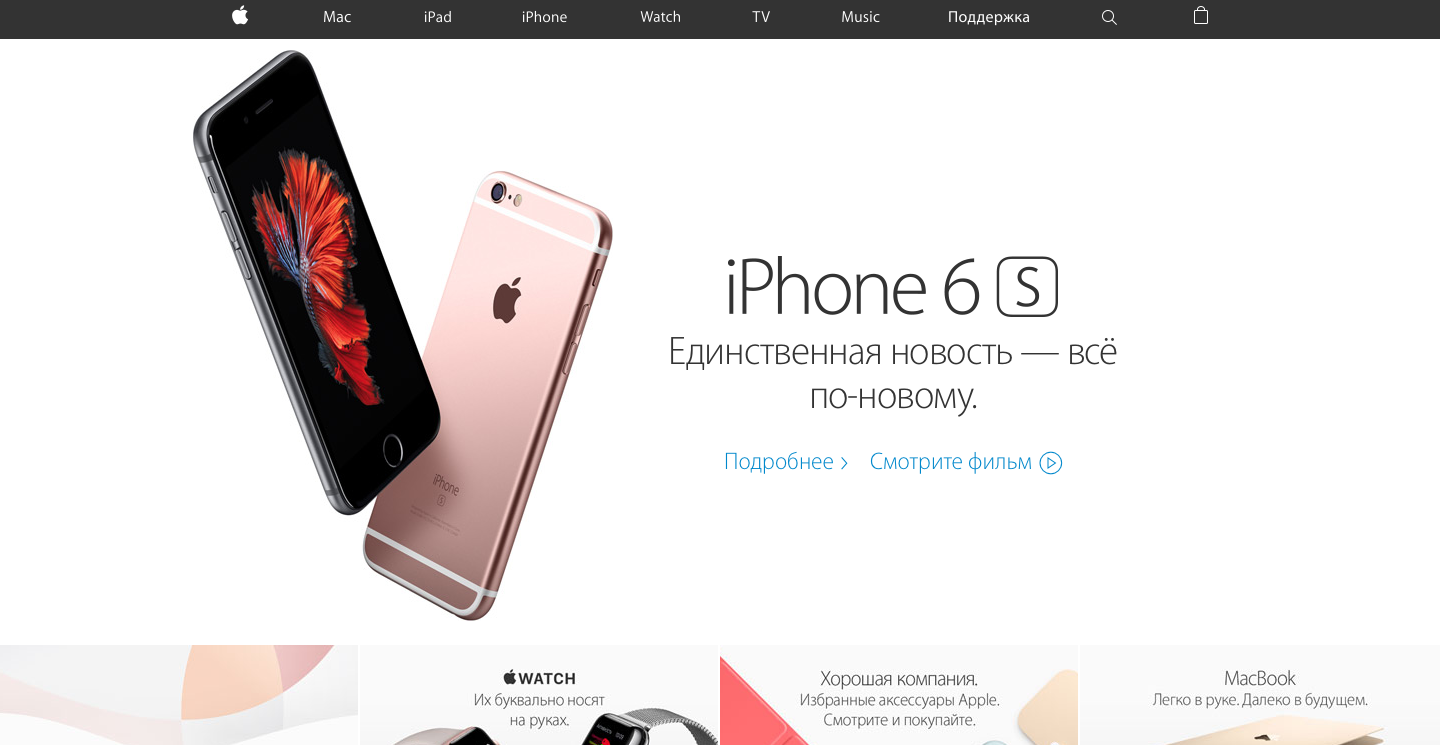 Mac
iPad
iPhone
Watch
TV
Music
Поддержка
iPhone 6 S
Единственная новость — всё
по-новому.
Подробнее
Смотрите фильм
iPhone
S
WATCH
Их буквально носят
на руках.
Хорошая компания.
Избранные аксессуары Apple.
Смотрите и покупайте.
MacBook
Легко в руке. Далеко в будущем.